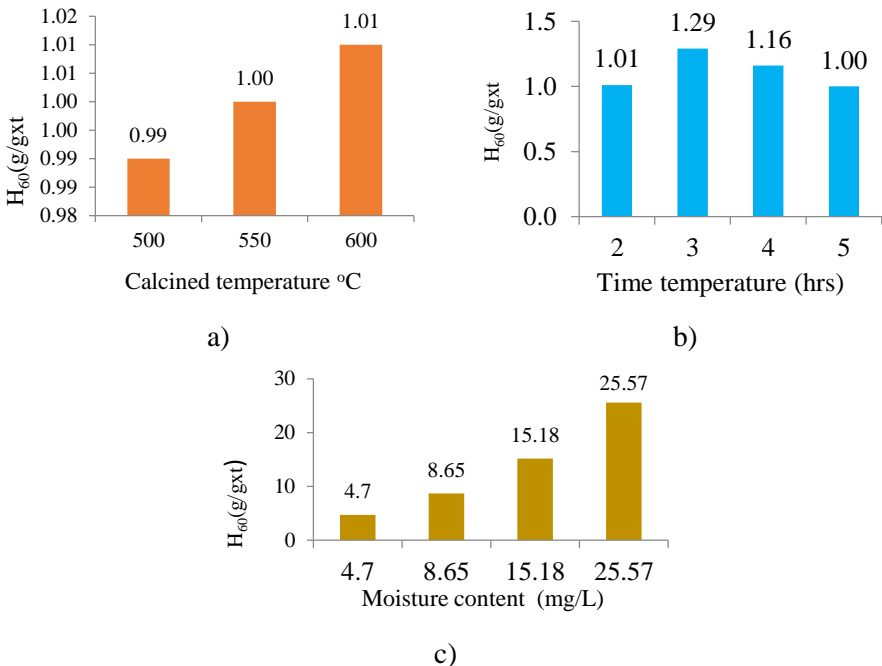 H60(g/gxt
1.02
1.01
1.01
1.00
1.00
0.99
0.99
0.98
0.99
1.00
1.01
500 550 600
Calcined temperature oC
a)
H60(g/gxt
1.5
1.0
0.5
0.0
1.01
1.29
1.16
1.00
2 3 4 5
Time temperature (hrs)
b)
H60(g/gxt)
30
20
10
0
4.7
8.65
15.18
25.57
4.7 8.65 15.18 25.57
Moisture content (mg/L)
c)